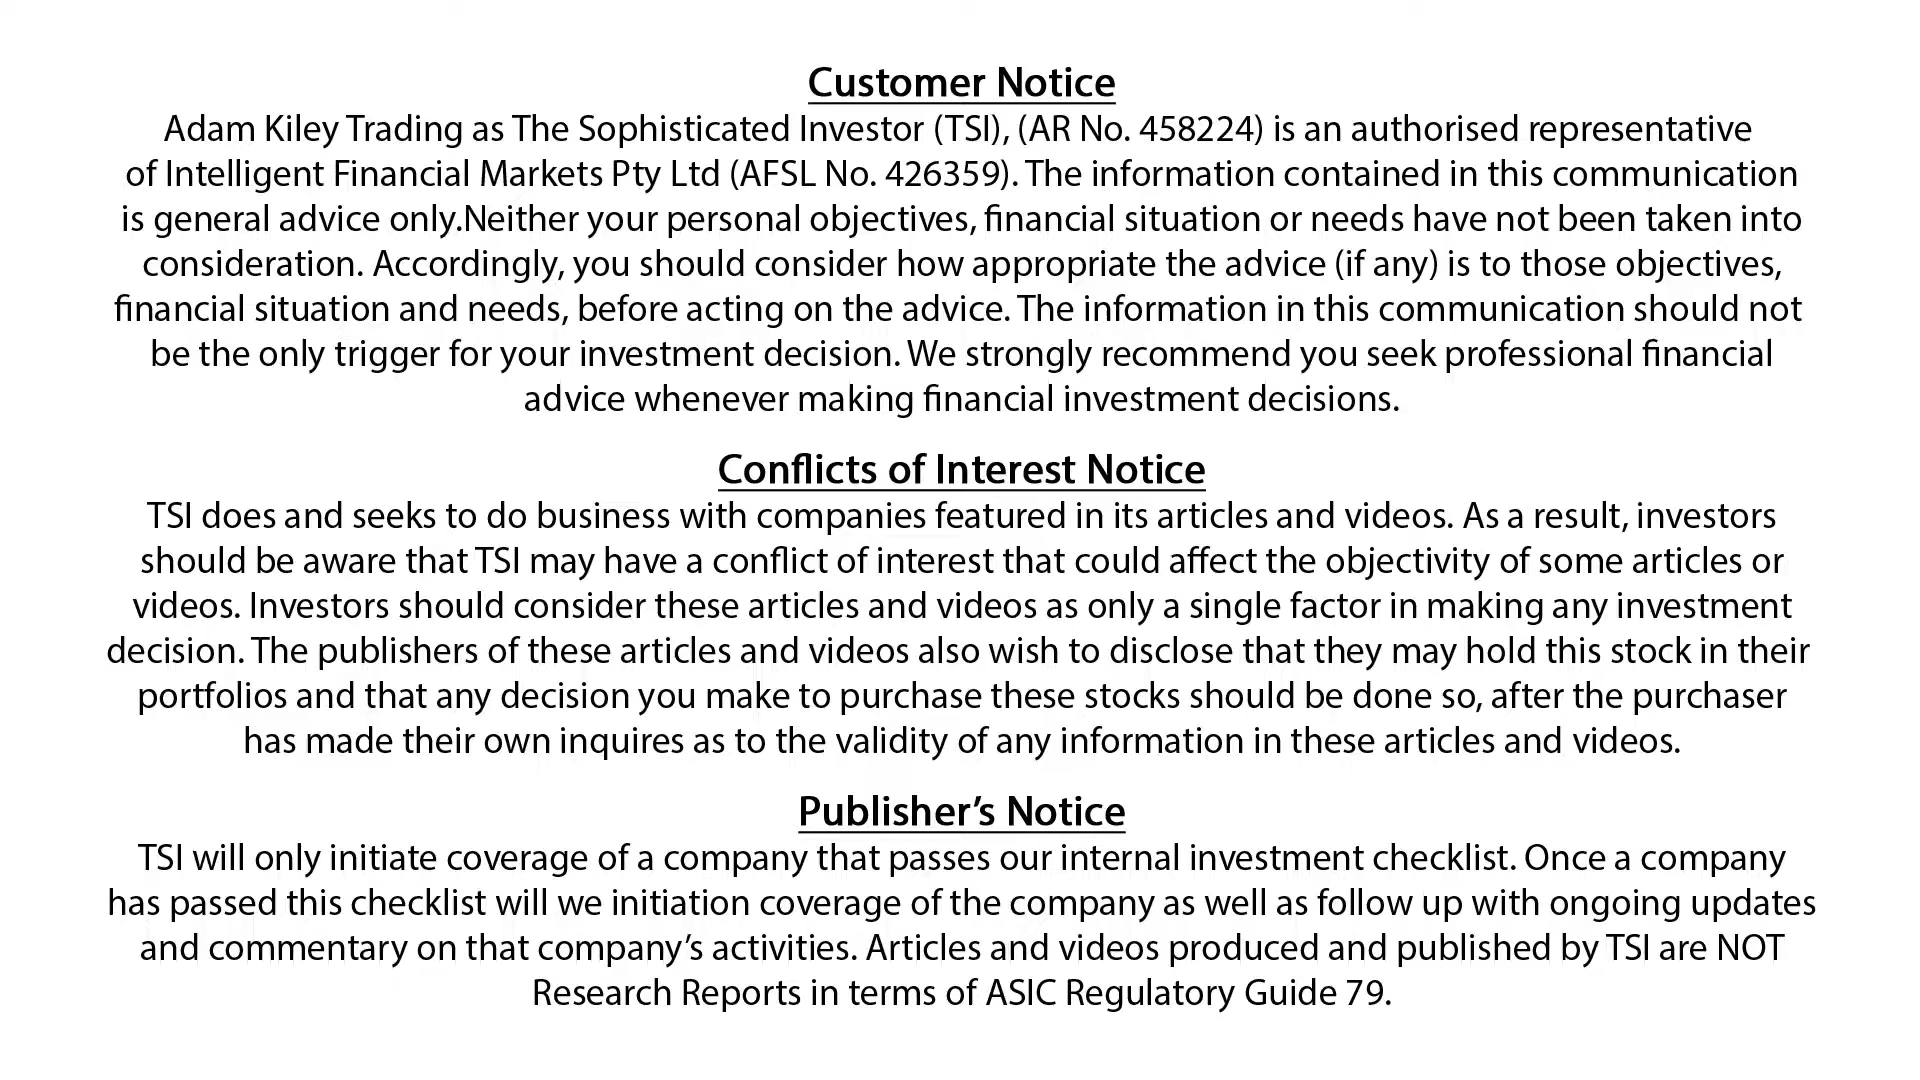 Customer Notice
Adam Kiley Trading as The Sophisticated Investor (TSI), (AR No. 458224) is an authorised representative
of Intelligent Financial Markets Pty Ltd (AFSL No. 426359). The information contained in this communication
is general advice only.Neither your personal objectives, financial situation or needs have not been taken into
consideration. Accordingly, you should consider how appropriate the advice (if any) is to those objectives,
financial situation and needs, before acting on the advice. The information in this communication should not
be the only trigger for your investment decision. We strongly recommend you seek professional financial
advice whenever making financial investment decisions.
Conflicts of Interest Notice
TSI does and seeks to do business with companies featured in its articles and videos. As a result, investors
should be aware that TSI may have a conflict of interest that could affect the objectivity of some articles or
videos. Investors should consider these articles and videos as only a single factor in making any investment
decision. The publishers of these articles and videos also wish to disclose that they may hold this stock in their
portfolios and that any decision you make to purchase these stocks should be done so, after the purchaser
has made their own inquires as to the validity of any information in these articles and videos.
Publisher’s Notice
TSI will only initiate coverage of a company that passes our internal investment checklist. Once a company
has passed this checklist will we initiation coverage of the company as well as follow up with ongoing updates
and commentary on that company’s activities. Articles and videos produced and published by TSI are NOT
Research Reports in terms of ASIC Regulatory Guide 79.